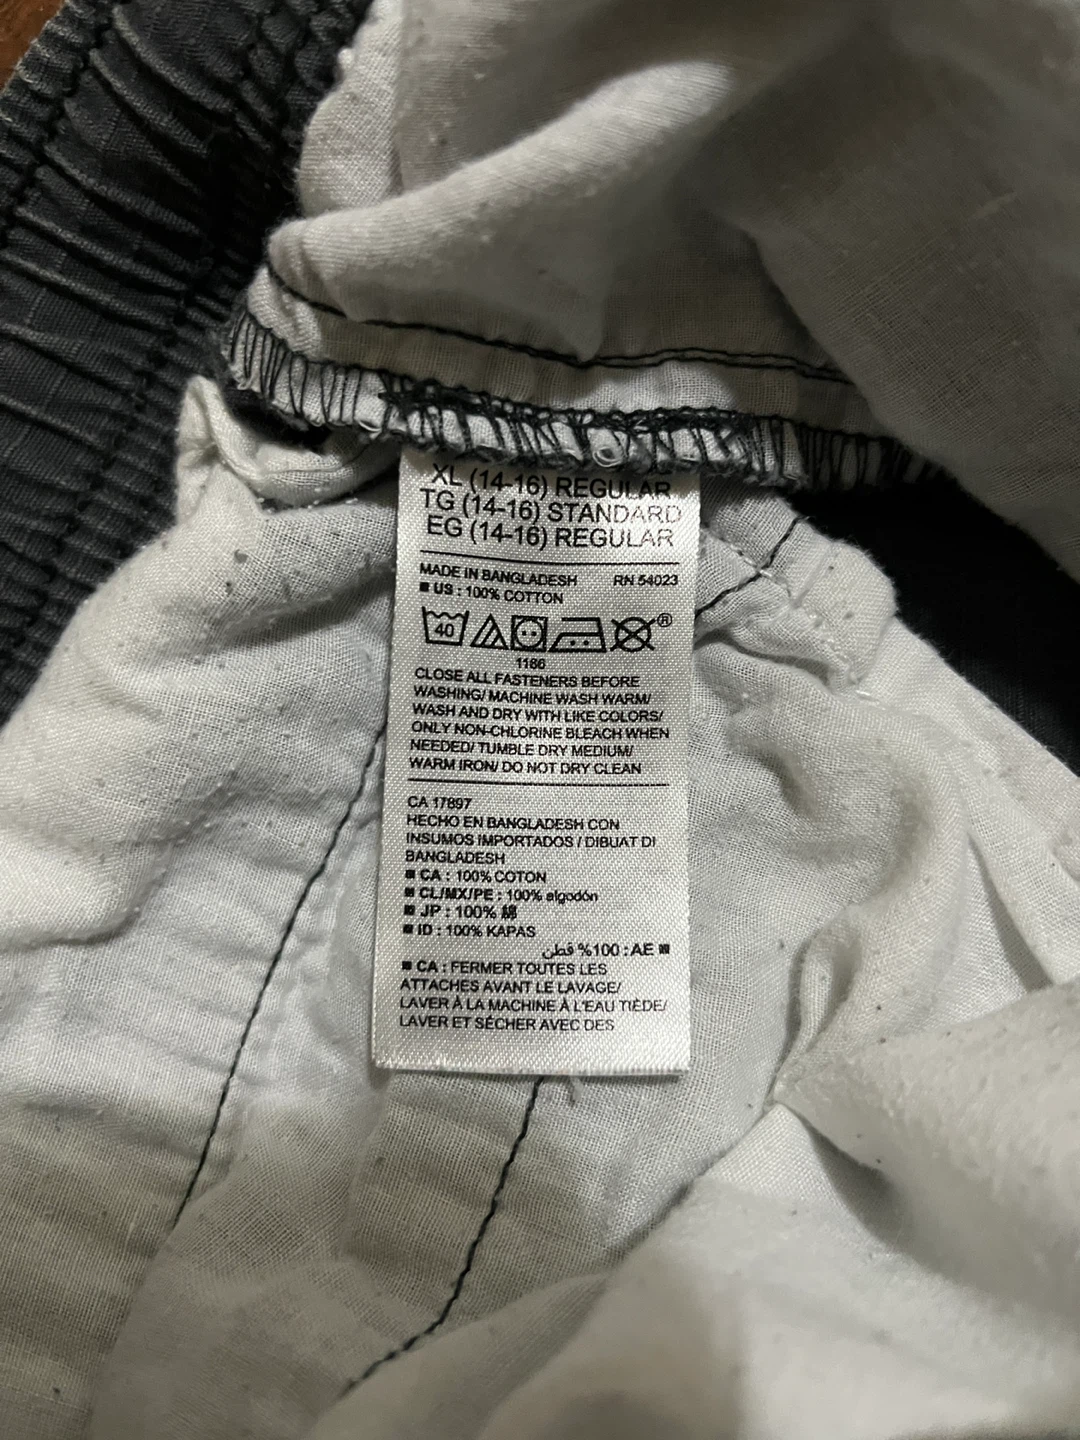 XL (14-16) REGULAR
TG (14-16) STANDARD
EG (14-16) REGULAR
MADE IN BANGLADESH RN 54023
■ US : 100% COTTON
40 ®
1186
CLOSE ALL FASTENERS BEFORE
WASHING/ MACHINE WASH WARM/
WASH AND DRY WITH LIKE COLORS/
ONLY NON-CHLORINE BLEACH WHEN
NEEDED/ TUMBLE DRY MEDIUM/
WARM IRON/ DO NOT DRY CLEAN
CA 17897
HECHO EN BANGLADESH CON
INSUMOS IMPORTADOS / DIBUAT DI
BANGLADESH
■ CA : 100% COTON
■ CL/MX/PE : 100% algodón
■ JP : 100% 綿
■ ID : 100% KAPAS
■ AE: 100% قطن
■ CA : FERMER TOUTES LES
ATTACHES AVANT LE LAVAGE/
LAVER À LA MACHINE À L'EAU TIÈDE/
LAVER ET SÉCHER AVEC DES